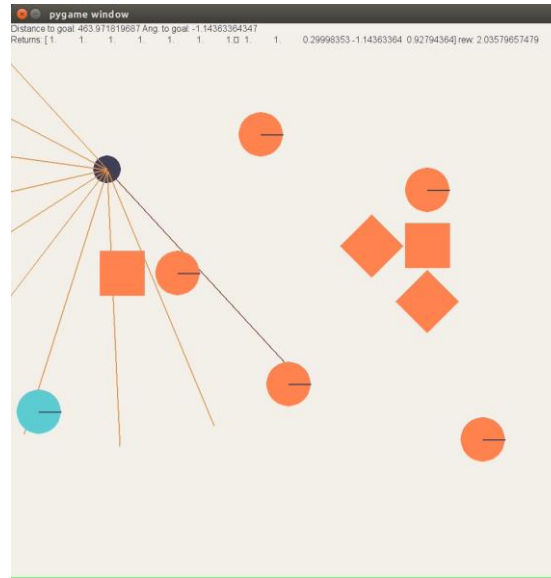 pygame window
Distance to goal: 463.971819687 Ang. to goal: -1.14363364347
Returns: [ 1. 1. 1. 1. 1. 1. 1.□ 1. 1. 0.29998353 -1.14363364 0.92794364] rew: 2.03579657479